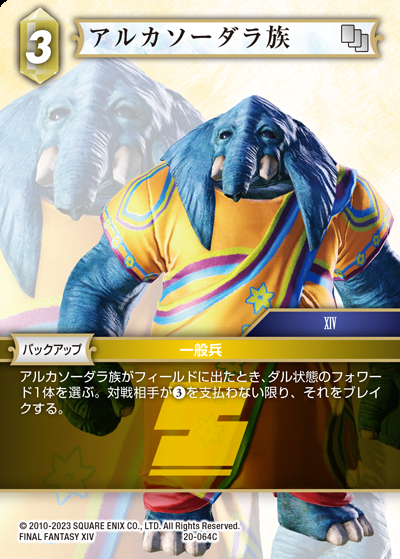 3
アルカソーダラ族
XIV
バックアップ
一般兵
アルカソーダラ族がフィールドに出たとき、ダル状態のフォワー
ド1体を選ぶ。対戦相手が3を支払わない限り、それをブレイ
クする。
© 2010-2023 SQUARE ENIX CO., LTD. All Rights Reserved.
FINAL FANTASY XIV
20-064C